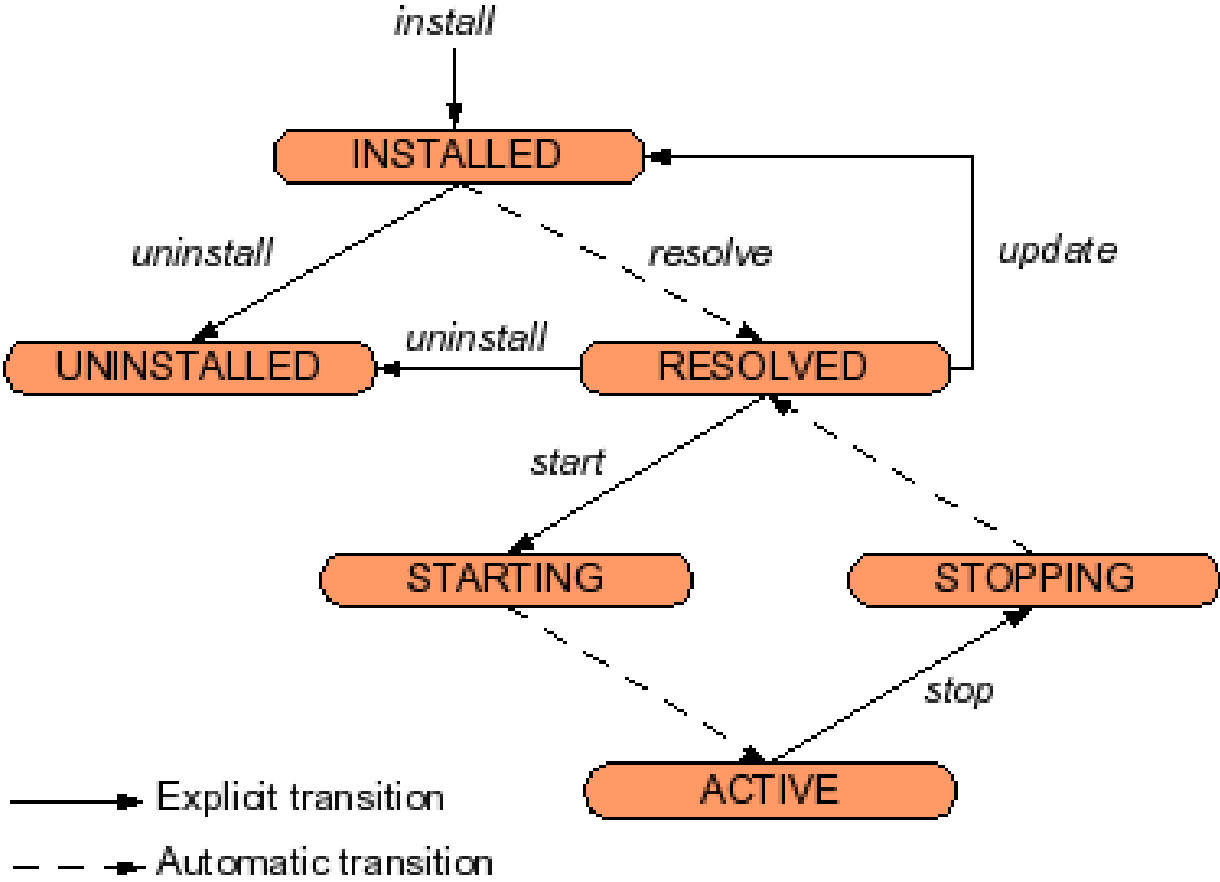 install
INSTALLED
uninstall
resolve
update
uninstall
UNINSTALLED
RESOLVED
start
STARTING
STOPPING
stop
ACTIVE
Explicit transition
Automatic transition